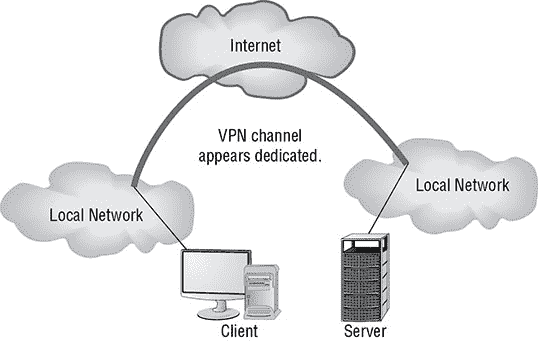 Internet
VPN channel
appears dedicated.
Local Network
Local Network
Client
Server